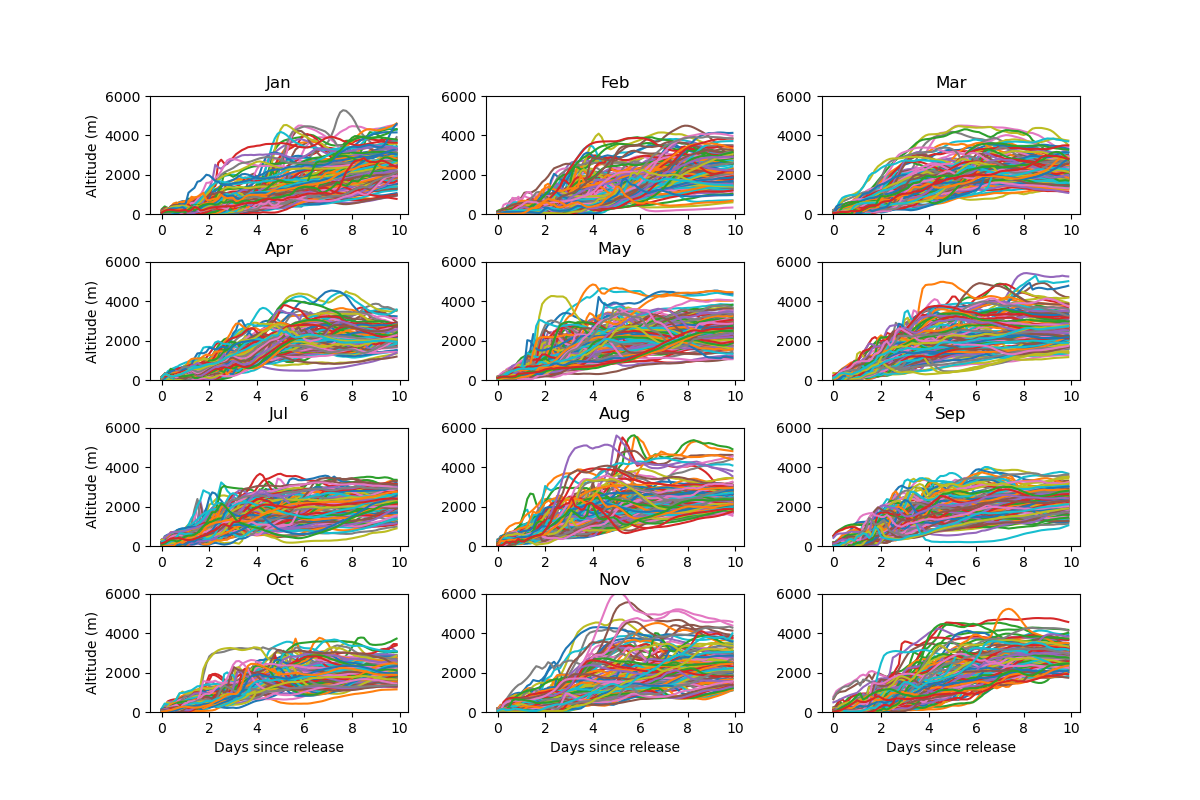 Jan Feb Mar
6000 6000 6000
4000 4000 4000
2000 2000 2000
0 0 0
Altitude (m)
0 2 4 6 8 10 0 2 4 6 8 10 0 2 4 6 8 10
Apr May Jun
6000 6000 6000
4000 4000 4000
2000 2000 2000
0 0 0
Altitude (m)
0 2 4 6 8 10 0 2 4 6 8 10 0 2 4 6 8 10
Jul Aug Sep
6000 6000 6000
4000 4000 4000
2000 2000 2000
0 0 0
Altitude (m)
0 2 4 6 8 10 0 2 4 6 8 10 0 2 4 6 8 10
Oct Nov Dec
6000 6000 6000
4000 4000 4000
2000 2000 2000
0 0 0
Altitude (m)
0 2 4 6 8 10 0 2 4 6 8 10 0 2 4 6 8 10
Days since release Days since release Days since release